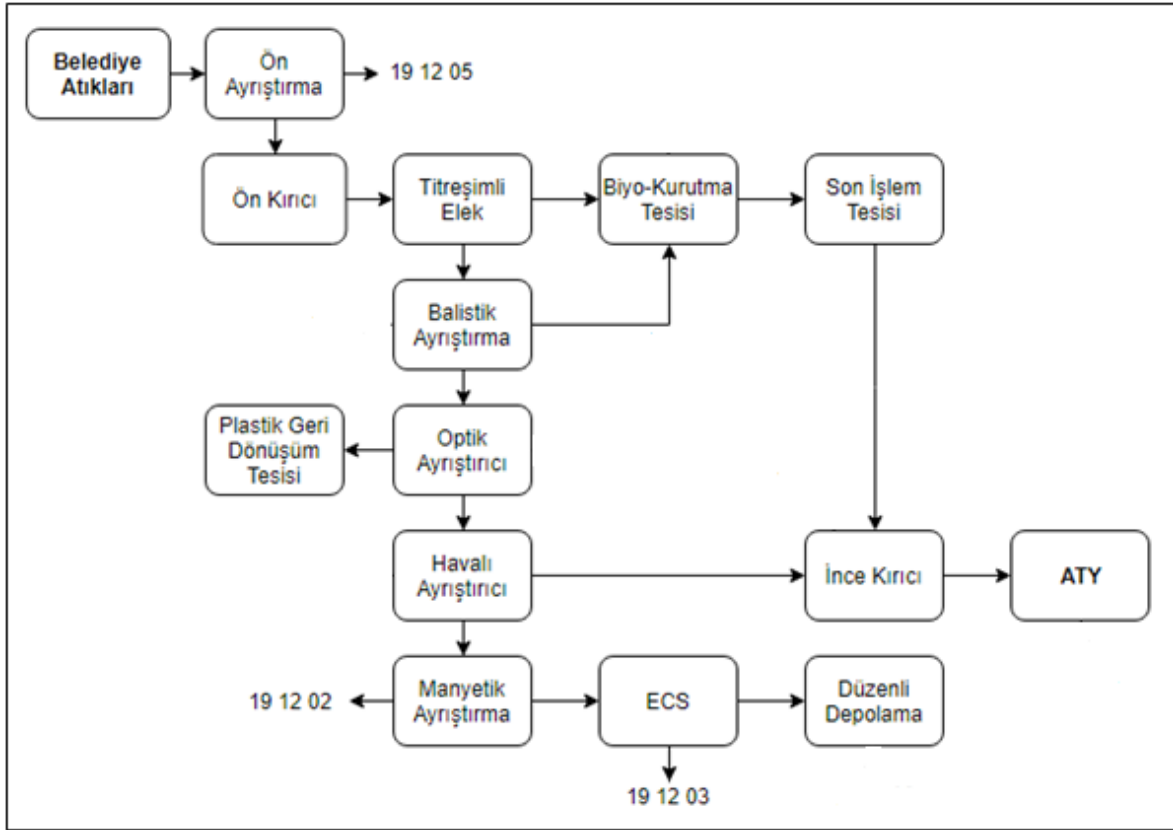 Belediye
Atıkları
Ön
Ayrıştırma
19 12 05
Ön Kırıcı
Titreşimli
Elek
Biyo-Kurutma
Tesisi
Son İşlem
Tesisi
Balistik
Ayrıştırma
Plastik Geri
Dönüşüm
Tesisi
Optik
Ayrıştırıcı
Havalı
Ayrıştırıcı
İnce Kırıcı
ATY
19 12 02
Manyetik
Ayrıştırma
ECS
Düzenli
Depolama
19 12 03